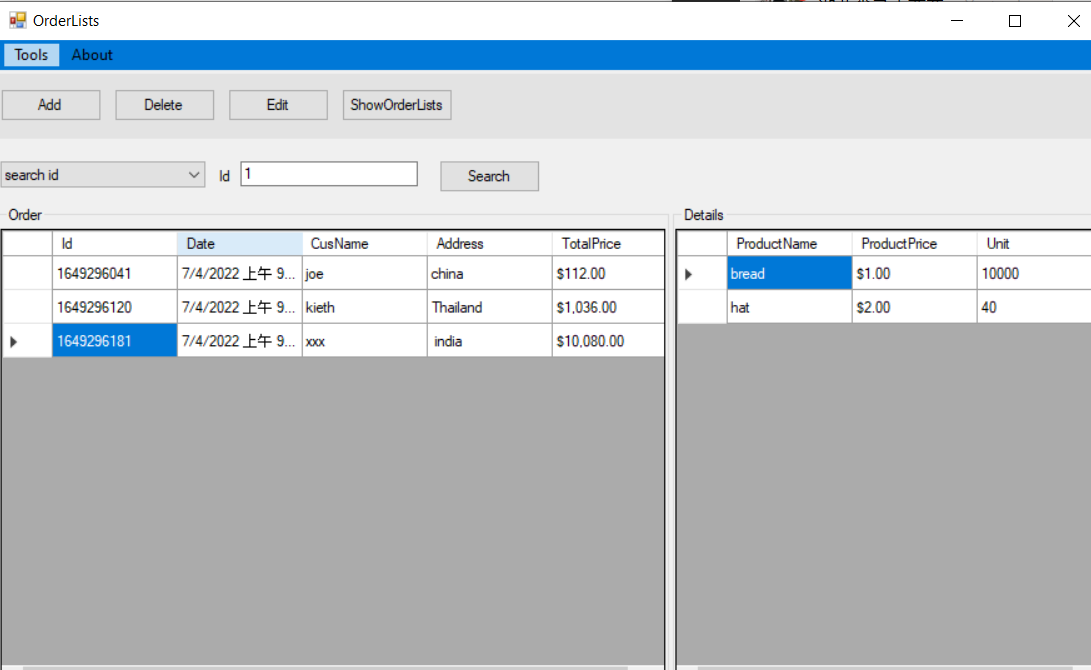 OrderLists
Tools About
Add Delete Edit ShowOrderLists
search id Id 1 Search
Order Details
Id Date CusName Address TotalPrice ProductName ProductPrice Unit
1649296041 7/4/2022 上午 9... joe china $112.00 bread $1.00 10000
1649296120 7/4/2022 上午 9... kieth Thailand $1,036.00 hat $2.00 40
1649296181 7/4/2022 上午 9... xxx india $10,080.00